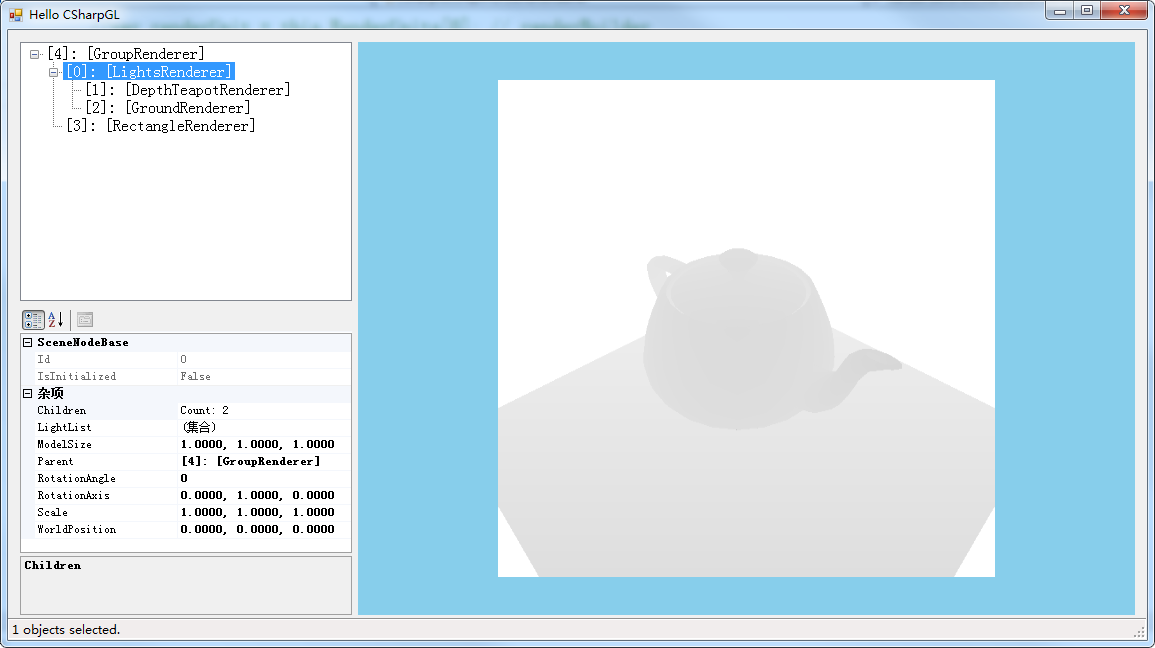 Hello CSharpGL
[4]: [GroupRenderer]
[0]: [LightsRenderer]
[1]: [DepthTeapotRenderer]
[2]: [GroundRenderer]
[3]: [RectangleRenderer]
SceneNodeBase
Id 0
IsInitialized False
杂项
Children Count: 2
LightList (集合)
ModelSize 1.0000, 1.0000, 1.0000
Parent [4]: [GroupRenderer]
RotationAngle 0
RotationAxis 0.0000, 1.0000, 0.0000
Scale 1.0000, 1.0000, 1.0000
WorldPosition 0.0000, 0.0000, 0.0000
Children
1 objects selected.